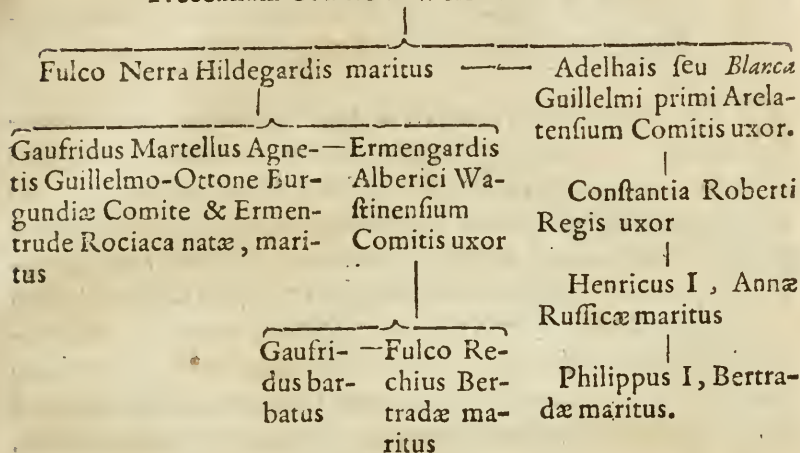 Fulco Nerra Hildegardis maritus
Adelhais ſeu Blanca
Guillelmi primi Arela-
tenſium Comitis uxor.
Gaufridus Martellus Agne-
tis Guillelmo-Ottone Bur-
gundiæ Comite & Ermen-
trude Rociaca natæ, mari-
tus
Ermengardis
Alberici Wa-
ſtinenſium
Comitis uxor
Conſtantia Roberti
Regis uxor
Henricus I, Annæ
Ruſſicæ maritus
Gaufri-
dus bar-
batus
Fulco Re-
chius Ber-
tradæ ma-
ritus
Philippus I, Bertra-
dæ maritus.